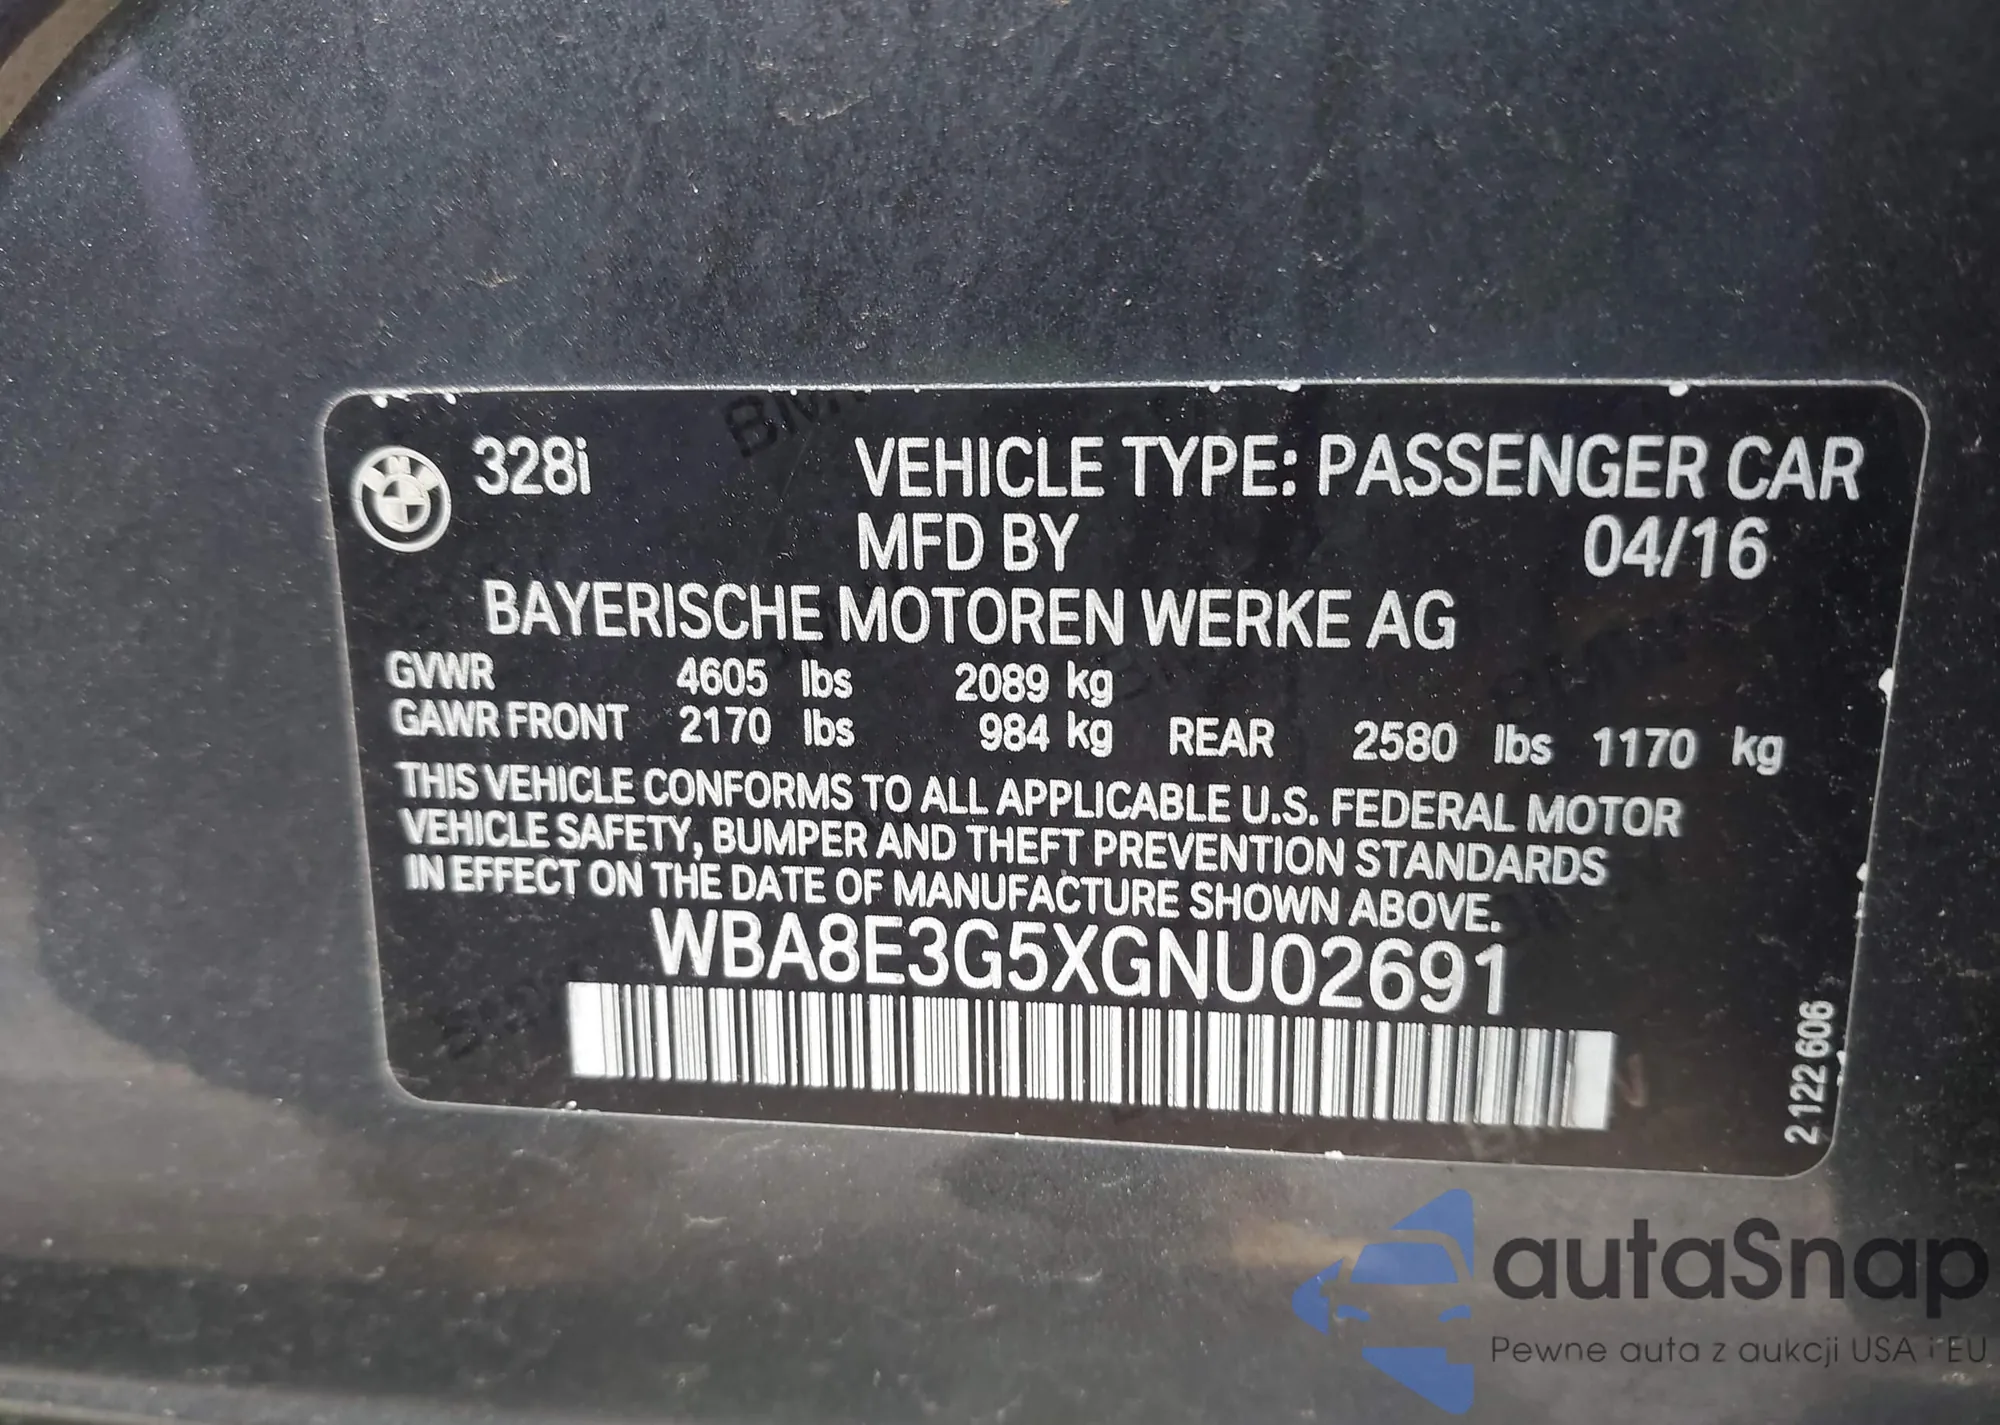 328i VEHICLE TYPE: PASSENGER CAR
MFD BY 04/16
BAYERISCHE MOTOREN WERKE AG
GVWR 4605 lbs 2089 kg
GAWR FRONT 2170 lbs 984 kg REAR 2580 lbs 1170 kg
THIS VEHICLE CONFORMS TO ALL APPLICABLE U.S. FEDERAL MOTOR
VEHICLE SAFETY, BUMPER AND THEFT PREVENTION STANDARDS
IN EFFECT ON THE DATE OF MANUFACTURE SHOWN ABOVE.
WBA8E3G5XGNU02691
2 122 606
autaSnap
Pewne auta z aukcji USA i EU